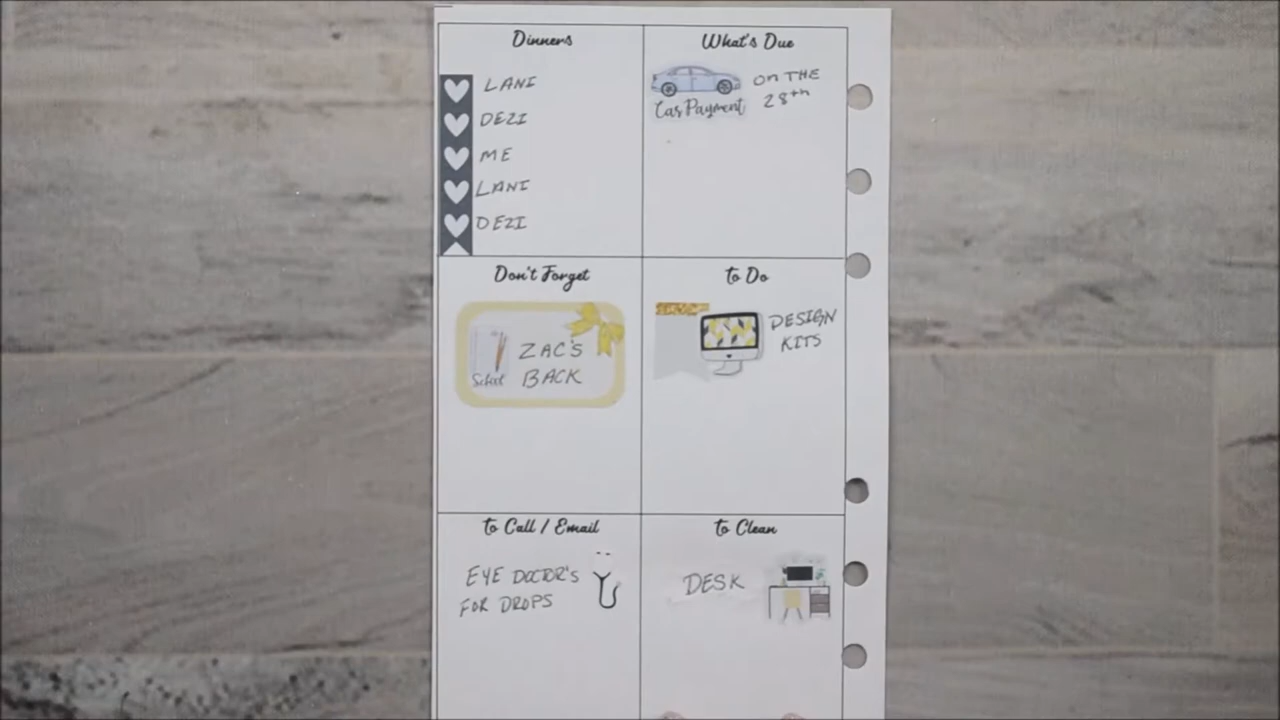 Dinners
LANI
DEZI
ME
LANI
DEZI
What's Due
Car Payment
ON THE
28th
Don't Forget
School
ZAC'S
BACK
to Do
DESIGN
KITS
to Call / Email
EYE DOCTOR'S
FOR DROPS
to Clean
DESK